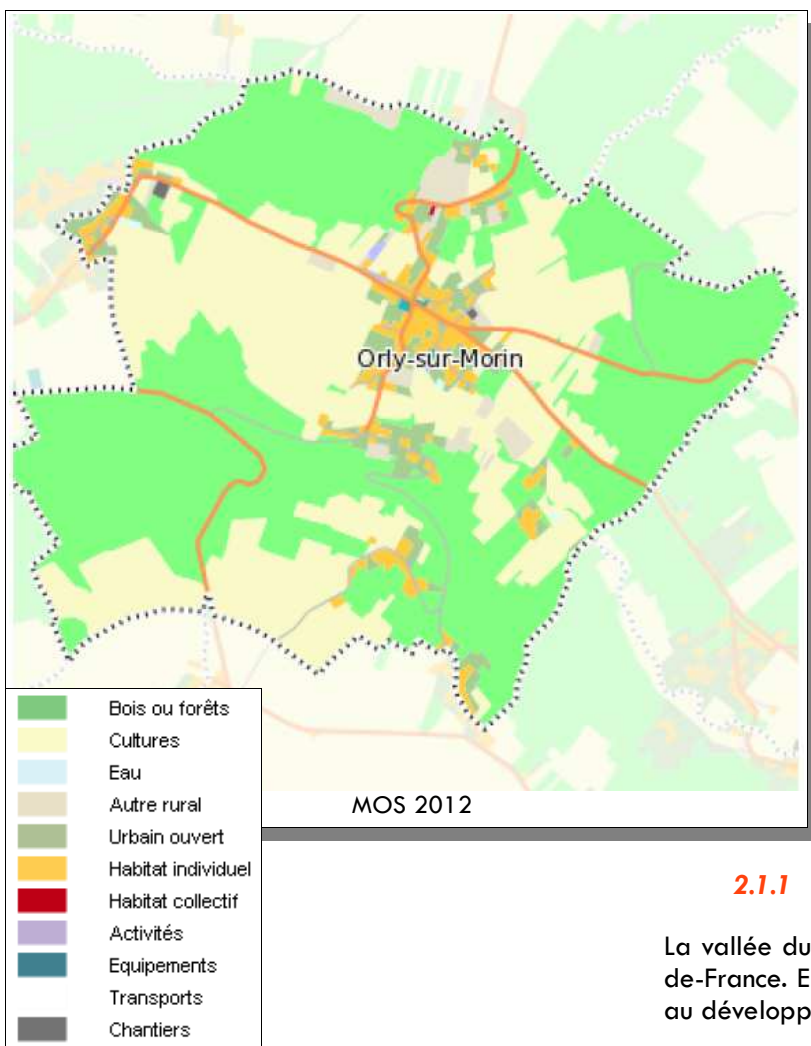 Orly-sur-Morin
MOS 2012
Bois ou forêts
Cultures
Eau
Autre rural
Urbain ouvert
Habitat individuel
Habitat collectif
Activités
Equipements
Transports
Chantiers
2.1.1
La vallée du
de-France. E
au développ